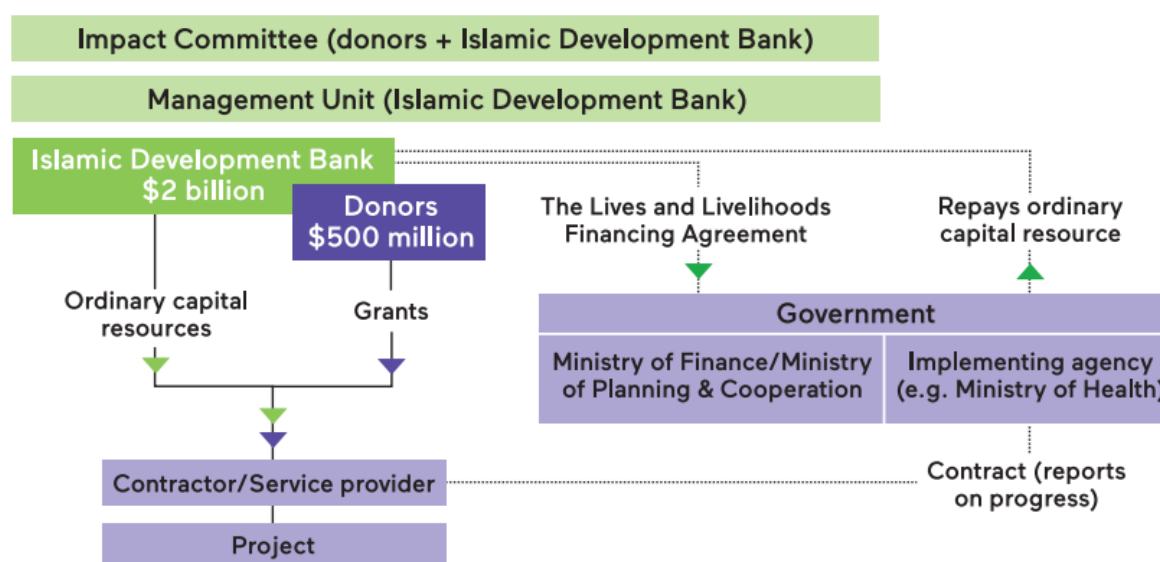 Impact Committee (donors + Islamic Development Bank)
Management Unit (Islamic Development Bank)
Islamic Development Bank
$2 billion
Donors
$500 million
The Lives and Livelihoods
Financing Agreement
Repays ordinary
capital resource
Ordinary capital
resources
Grants
Government
Ministry of Finance/Ministry
of Planning & Cooperation
Implementing agency
(e.g. Ministry of Health)
Contractor/Service provider
Contract (reports
on progress)
Project